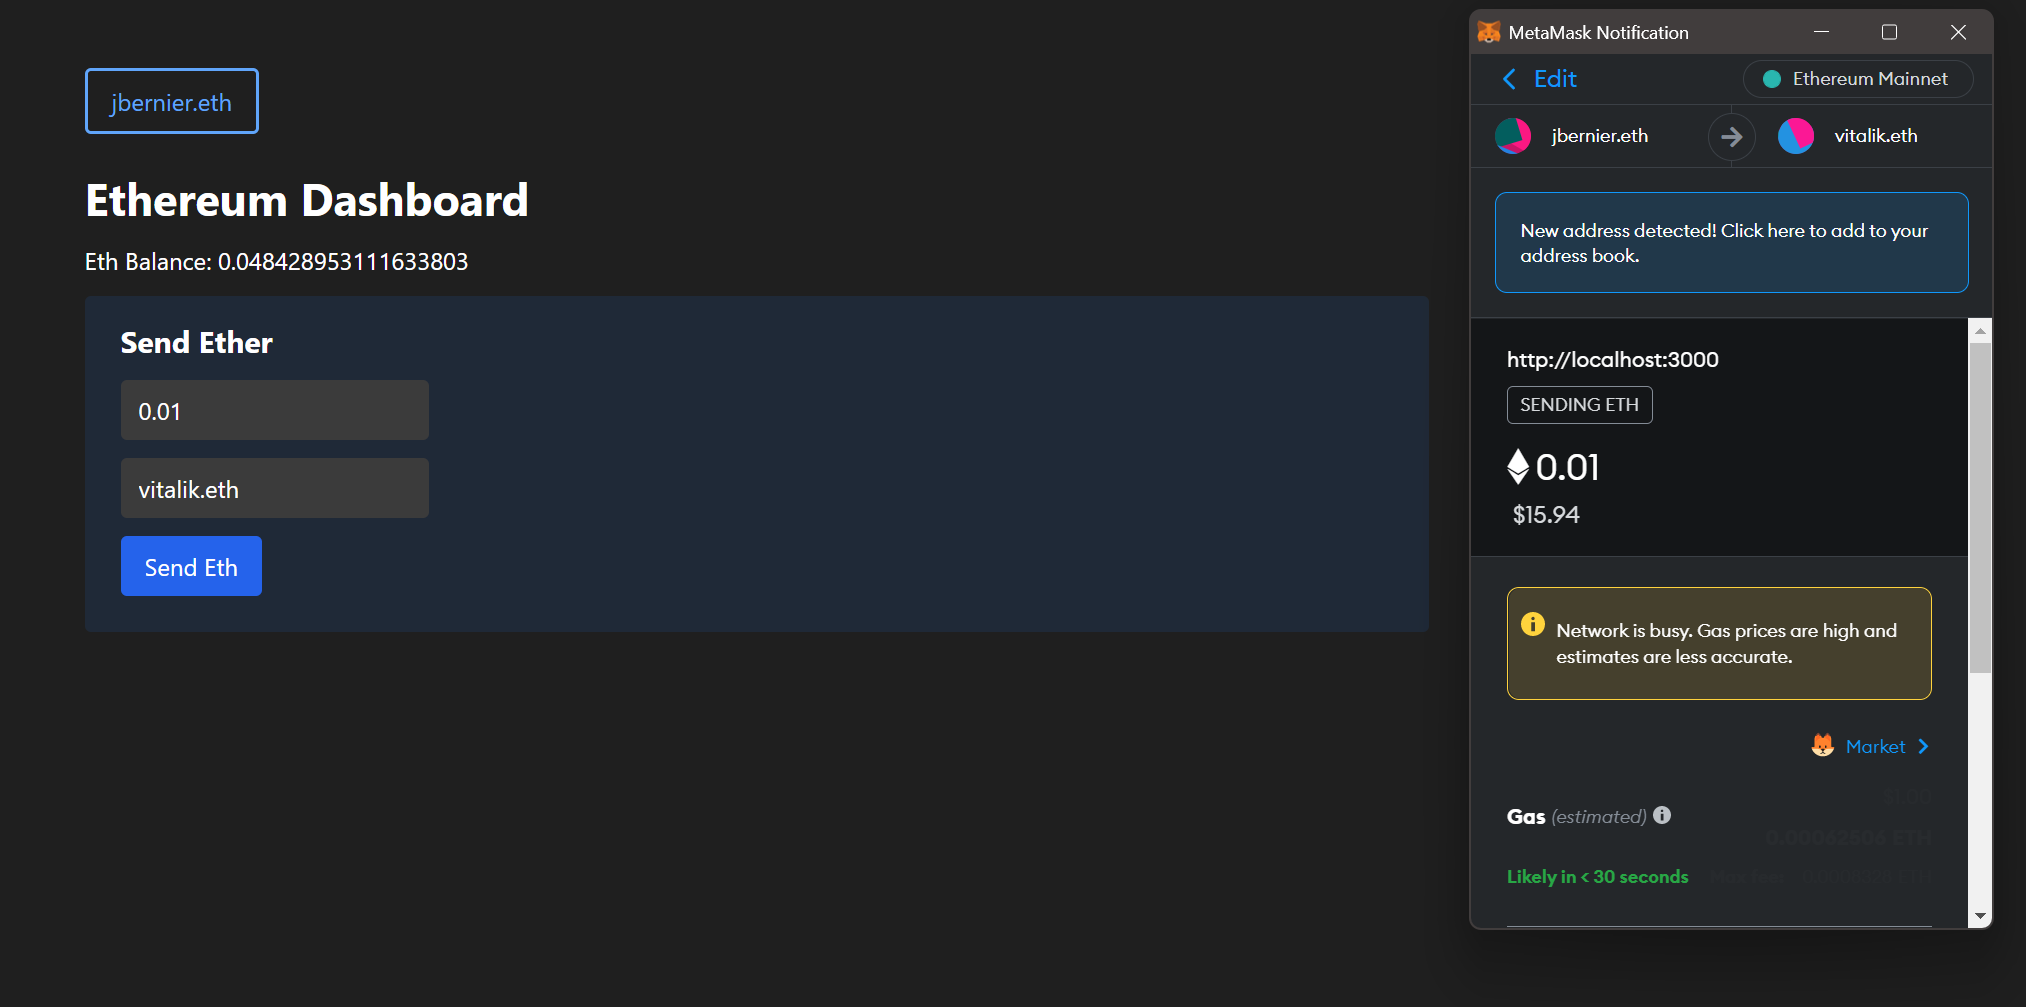 jbernier.eth
Ethereum Dashboard
Eth Balance: 0.048428953111633803
Send Ether
0.01
vitalik.eth
Send Eth
MetaMask Notification
Edit
Ethereum Mainnet
jbernier.eth
vitalik.eth
New address detected! Click here to add to your
address book.
http://localhost:3000
SENDING ETH
0.01
$15.94
Network is busy. Gas prices are high and
estimates are less accurate.
Market
Gas (estimated)
0.00062506 ETH
Likely in < 30 seconds